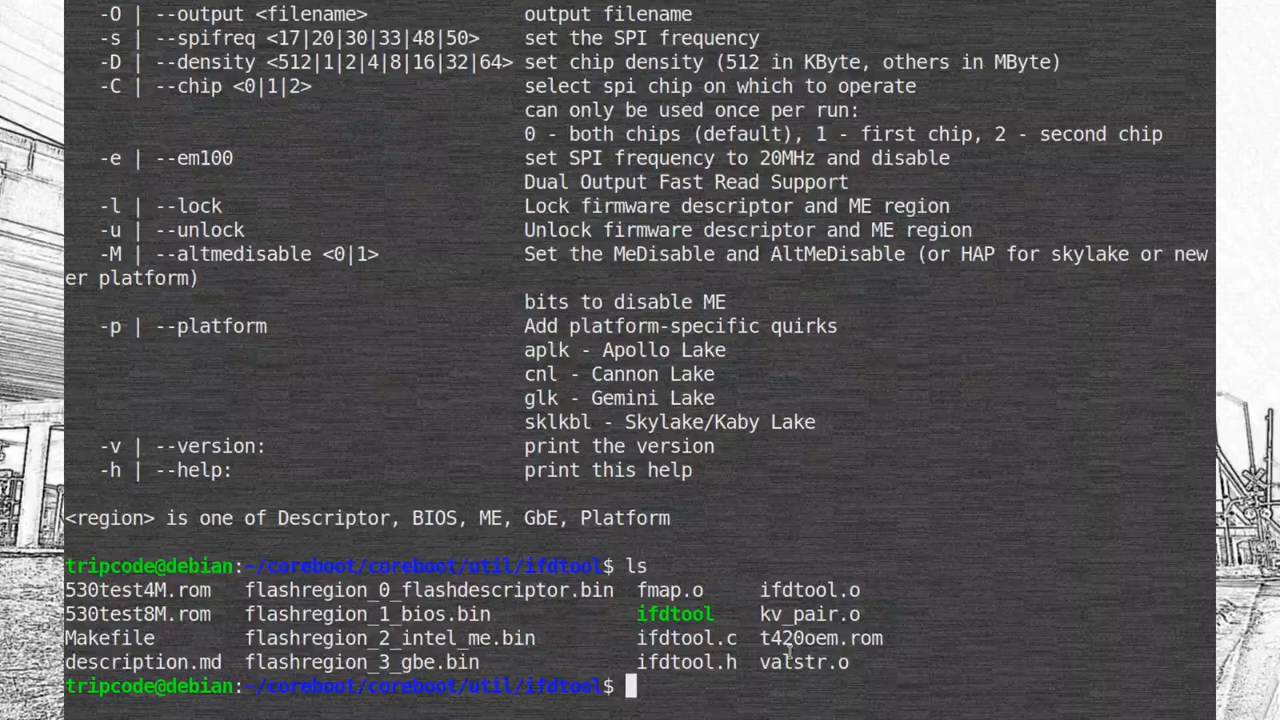 -O | --output <filename> output filename
-s | --spifreq <17|20|30|33|48|50> set the SPI frequency
-D | --density <512|1|2|4|8|16|32|64> set chip density (512 in KByte, others in MByte)
-C | --chip <0|1|2> select spi chip on which to operate
can only be used once per run:
0 - both chips (default), 1 - first chip, 2 - second chip
-e | --em100 set SPI frequency to 20MHz and disable
Dual Output Fast Read Support
-l | --lock Lock firmware descriptor and ME region
-u | --unlock Unlock firmware descriptor and ME region
-M | --altmedisable <0|1> Set the MeDisable and AltMeDisable (or HAP for skylake or new
er platform)
bits to disable ME
-p | --platform Add platform-specific quirks
aplk - Apollo Lake
cnl - Cannon Lake
glk - Gemini Lake
sklkbl - Skylake/Kaby Lake
-v | --version: print the version
-h | --help: print this help
<region> is one of Descriptor, BIOS, ME, GbE, Platform
tripcode@debian:~/coreboot/coreboot/util/ifdtool$ ls
530test4M.rom flashregion_0_flashdescriptor.bin fmap.o ifdtool.o
530test8M.rom flashregion_1_bios.bin ifdtool kv_pair.o
Makefile flashregion_2_intel_me.bin ifdtool.c t420oem.rom
description.md flashregion_3_gbe.bin ifdtool.h valstr.o
tripcode@debian:~/coreboot/coreboot/util/ifdtool$